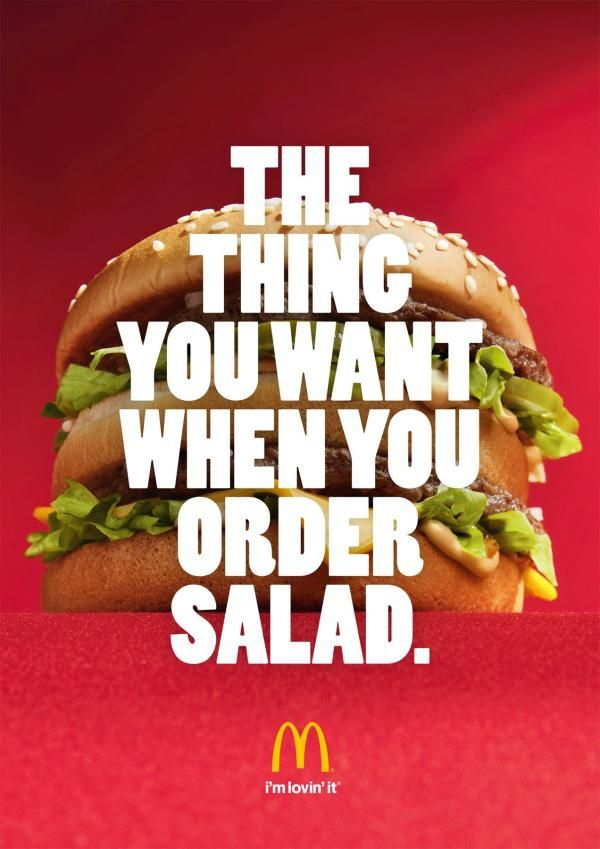 THE
THING
YOU WANT
WHEN YOU
ORDER
SALAD.
i'm lovin' it®